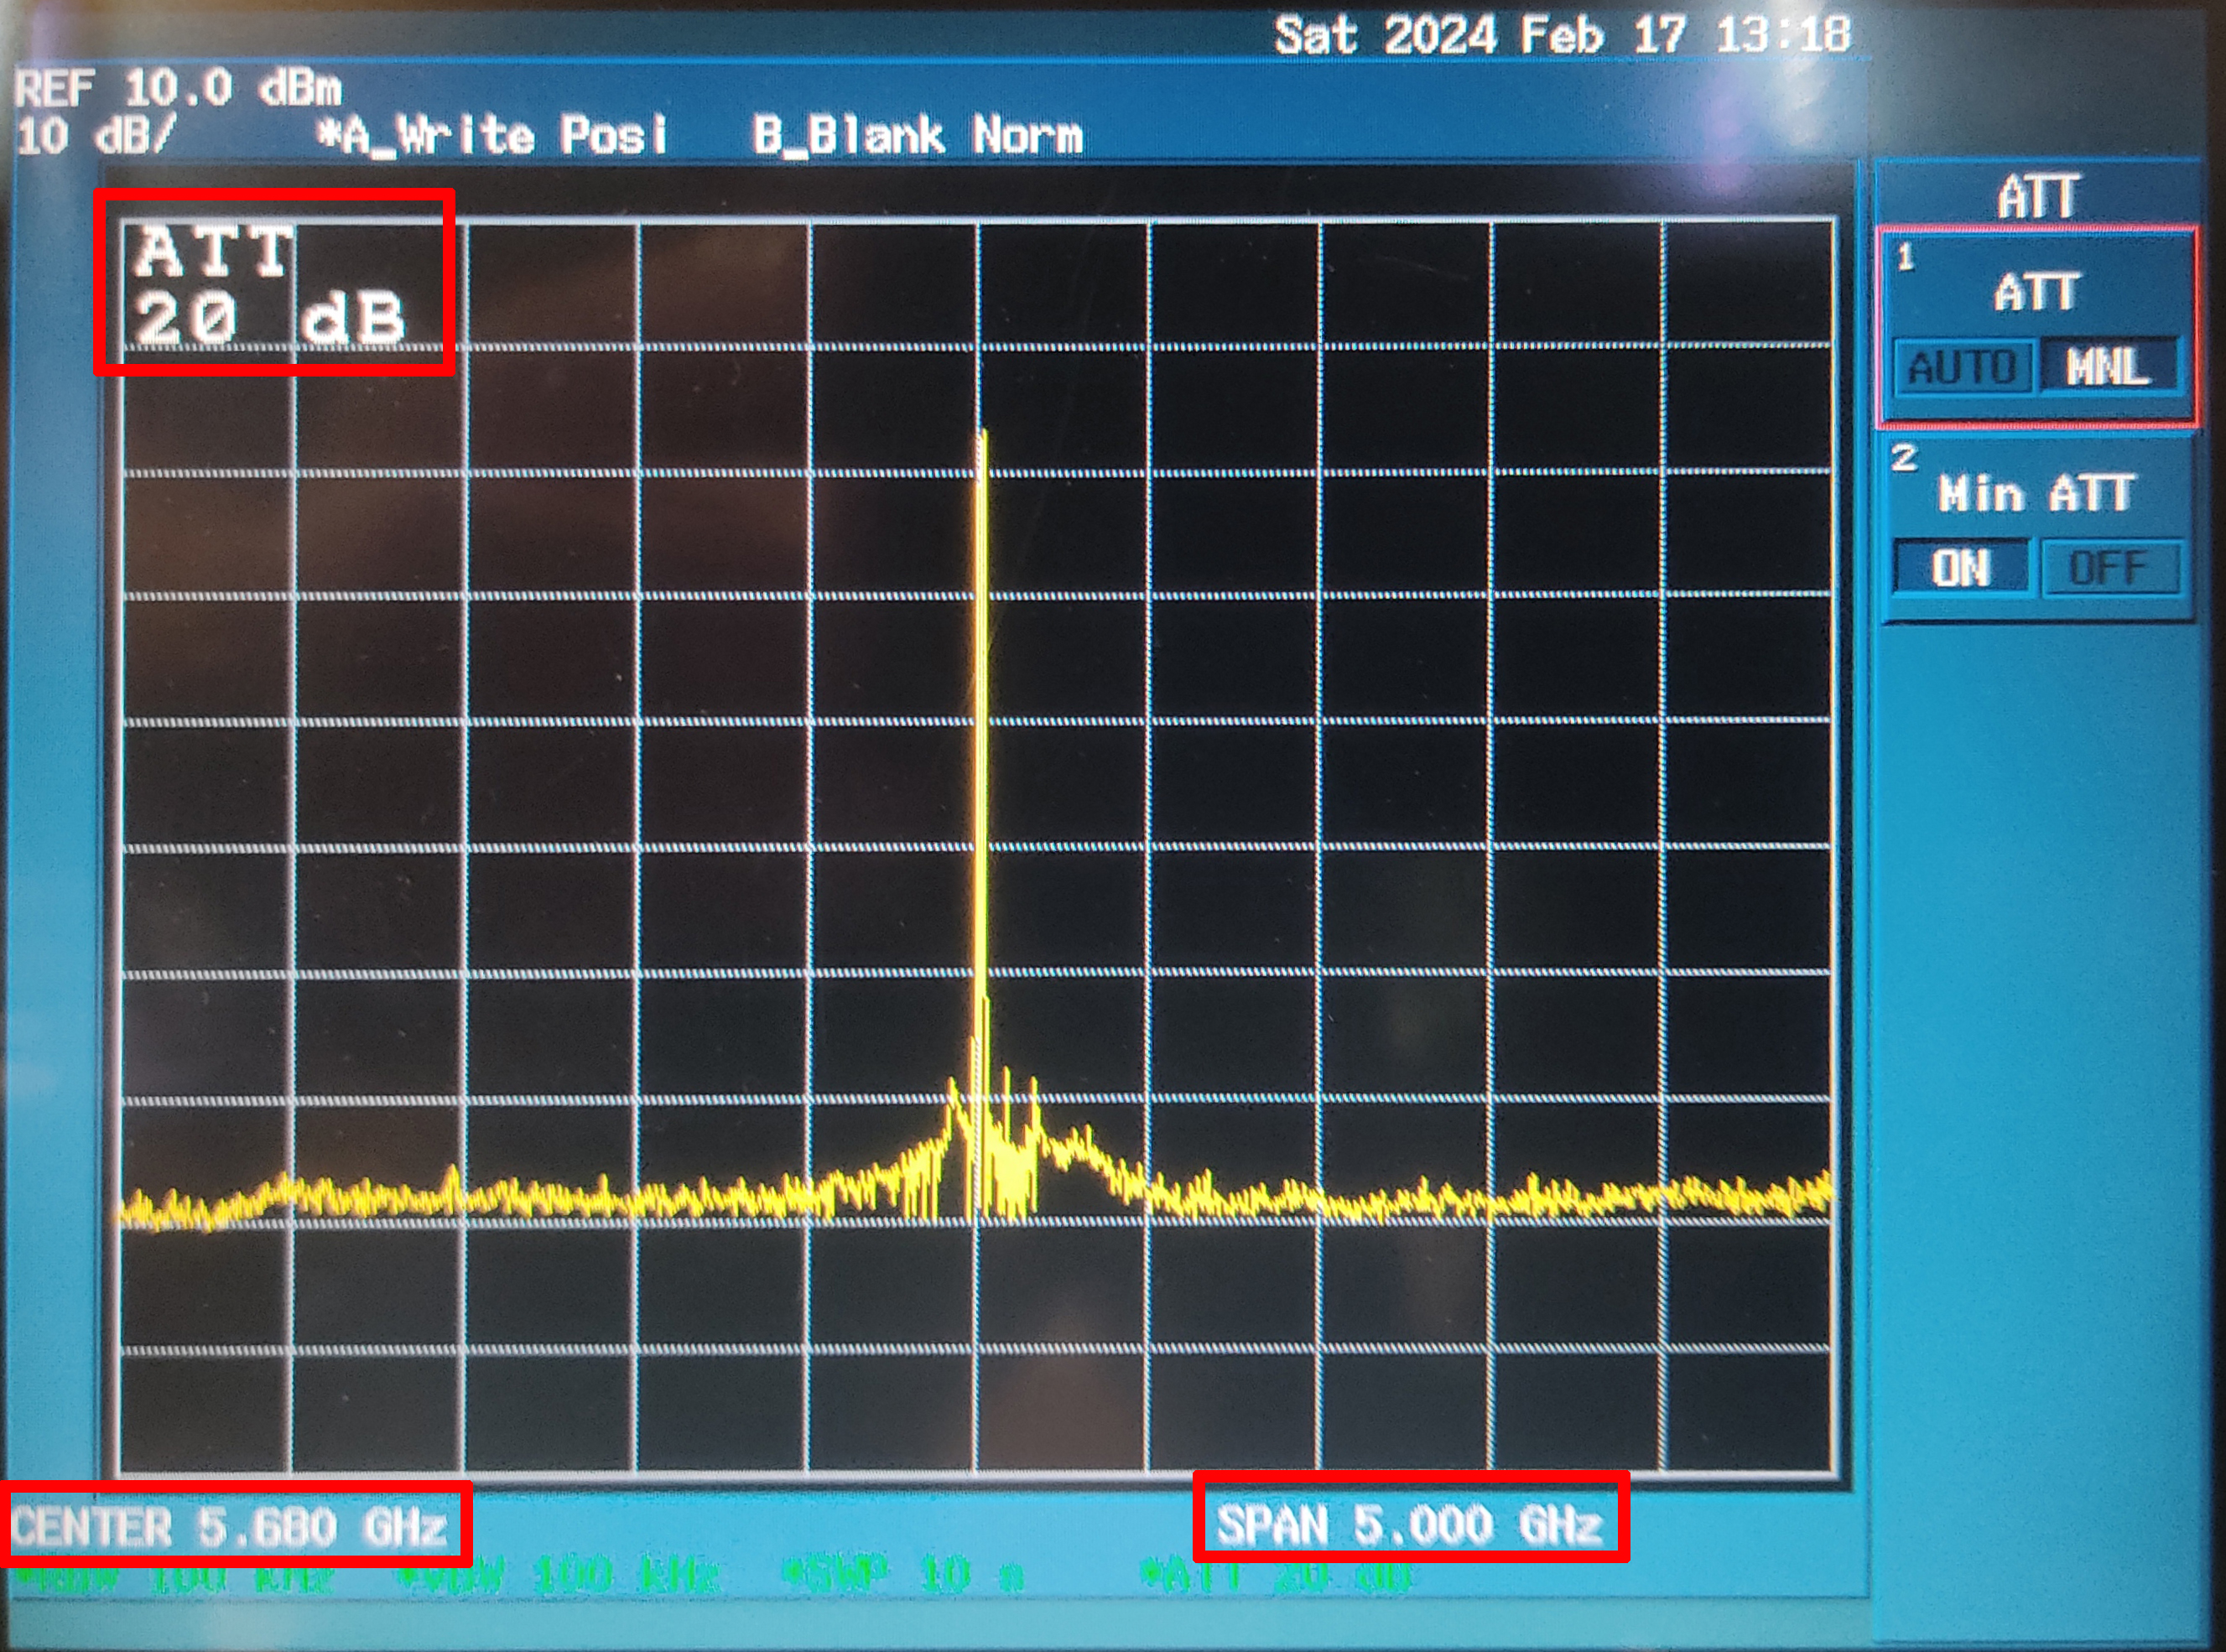 Sat 2024 Feb 17 13:18
REF 10.0 dBm
10 dB/ *A_Write Posi B_Blank Norm
ATT
20 dB
ATT
1
ATT
AUTO MNL
2
Min ATT
ON OFF
CENTER 5.680 GHz SPAN 5.000 GHz
*RBW 100 kHz *VBW 100 kHz *SWP 10 *ATT 20 dB